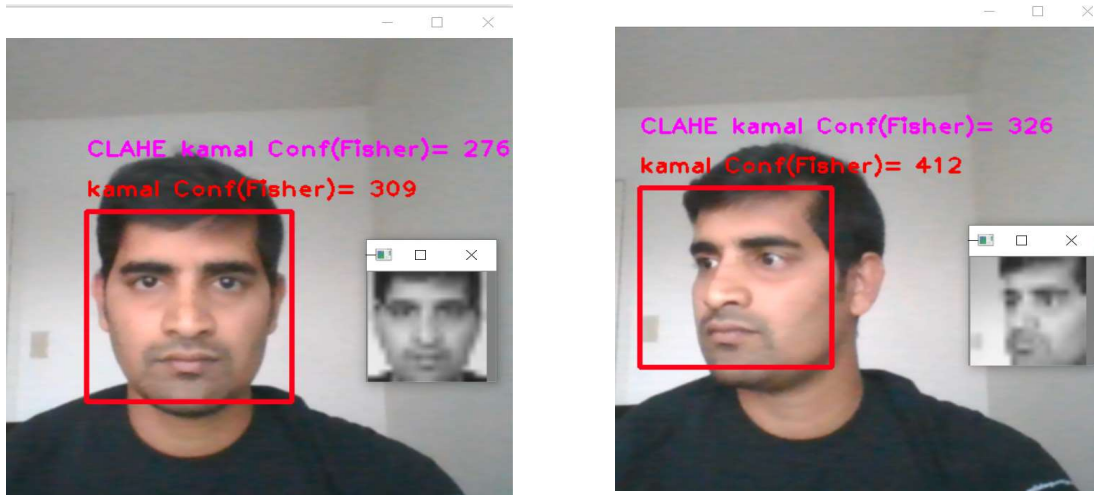 CLAHE kamal Conf(Fisher)= 276
kamal Conf(Fisher)= 309
CLAHE kamal Conf(Fisher)= 326
kamal Conf(Fisher)= 412